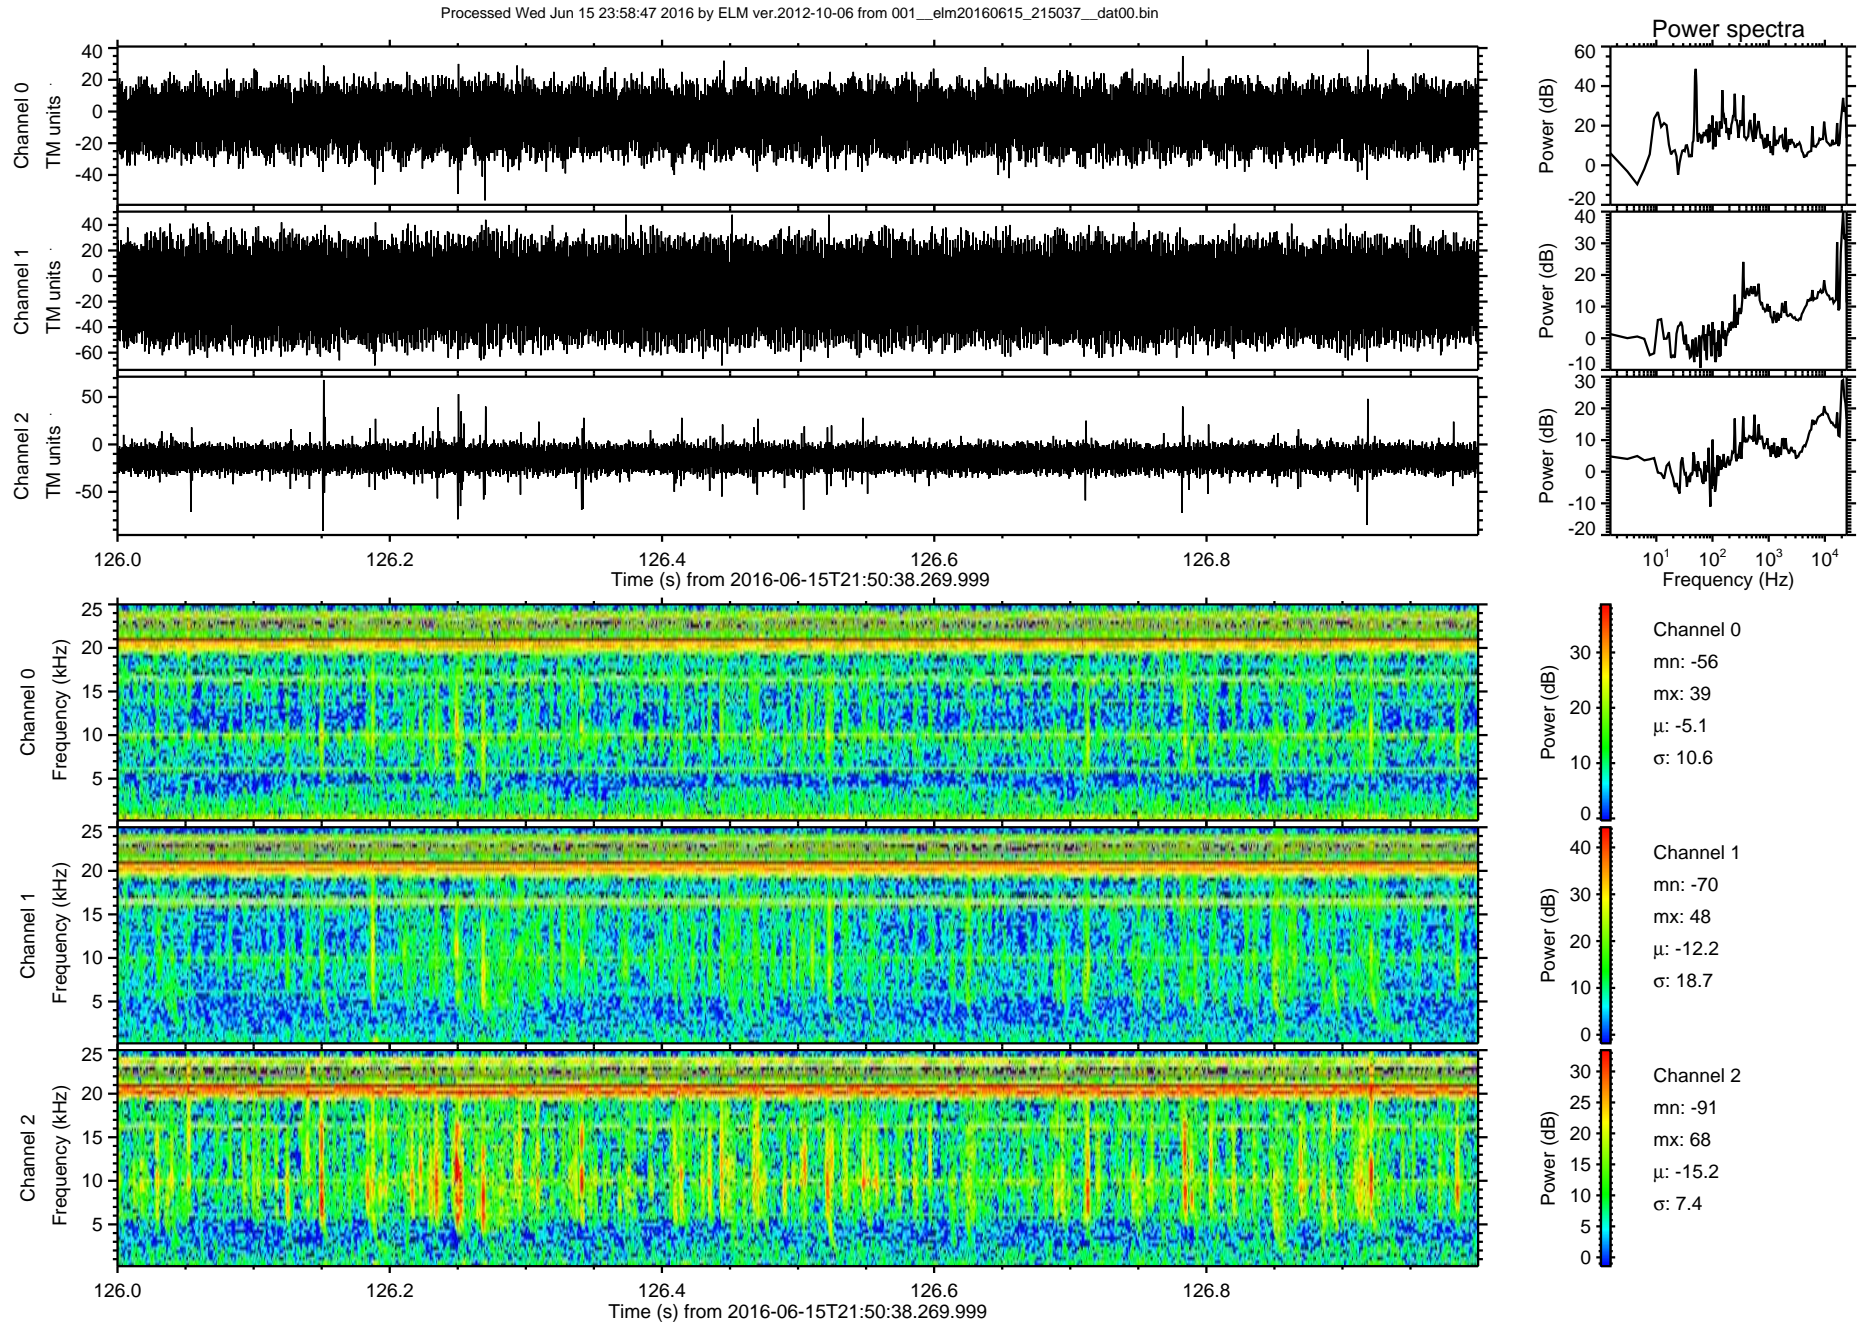 Processed Wed Jun 15 23:58:47 2016 by ELM ver.2012-10-06 from 001__elm20160615_215037__dat00.bin
Power spectra
Channel 0
TM units
40
20
0
-20
-40
Power (dB)
60
40
20
0
-20
Channel 1
TM units
40
20
0
-20
-40
-60
Power (dB)
40
30
20
10
0
-10
Channel 2
TM units
50
0
-50
Power (dB)
30
20
10
0
-10
-20
126.0 126.2 126.4 126.6 126.8
Time (s) from 2016-06-15T21:50:38.269.999
10^1 10^2 10^3 10^4
Frequency (Hz)
Channel 0
Frequency (kHz)
25
20
15
10
5
Power (dB)
30
20
10
0
Channel 0
mn: -56
mx: 39
µ: -5.1
σ: 10.6
Channel 1
Frequency (kHz)
25
20
15
10
5
Power (dB)
40
30
20
10
0
Channel 1
mn: -70
mx: 48
µ: -12.2
σ: 18.7
Channel 2
Frequency (kHz)
25
20
15
10
5
Power (dB)
30
25
20
15
10
5
0
Channel 2
mn: -91
mx: 68
µ: -15.2
σ: 7.4
126.0 126.2 126.4 126.6 126.8
Time (s) from 2016-06-15T21:50:38.269.999